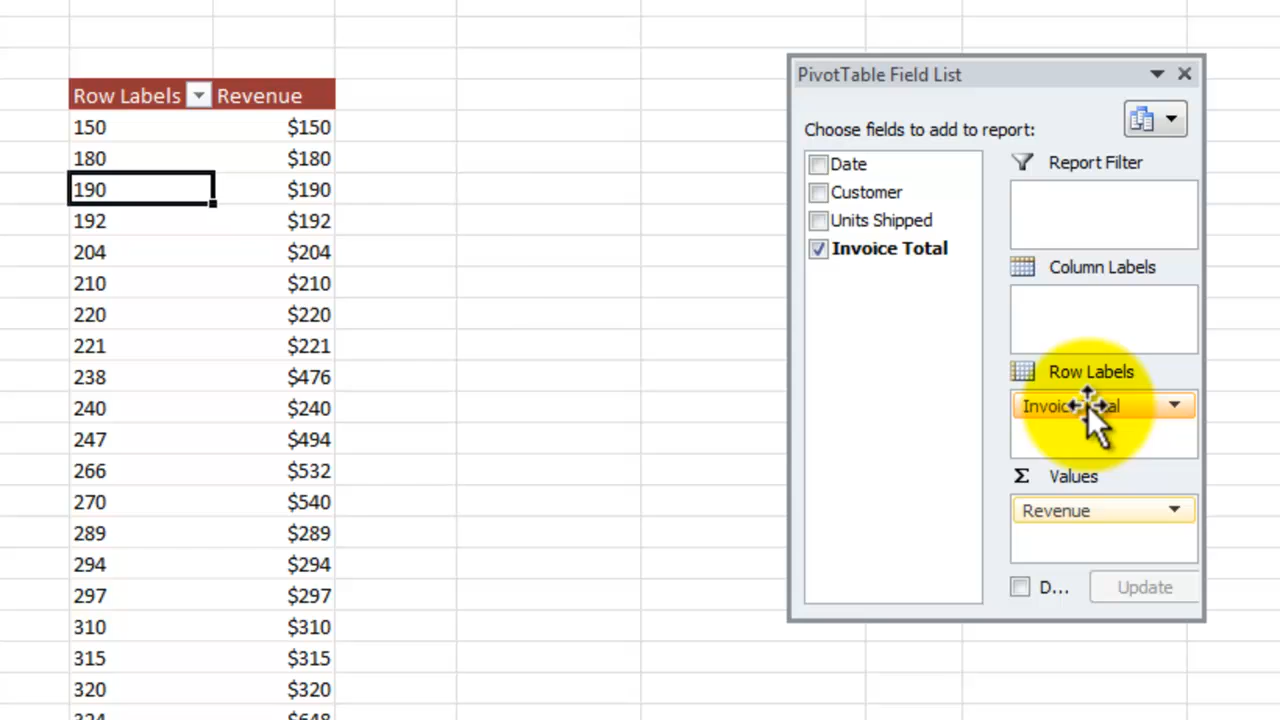 Row Labels Revenue
150 $150
180 $180
190 $190
192 $192
204 $204
210 $210
220 $220
221 $221
238 $476
240 $240
247 $494
266 $532
270 $540
289 $289
294 $294
297 $297
310 $310
315 $315
320 $320
324 $648
PivotTable Field List
Choose fields to add to report:
Date
Customer
Units Shipped
Invoice Total
Report Filter
Column Labels
Row Labels
Σ Values
Revenue
D... Update